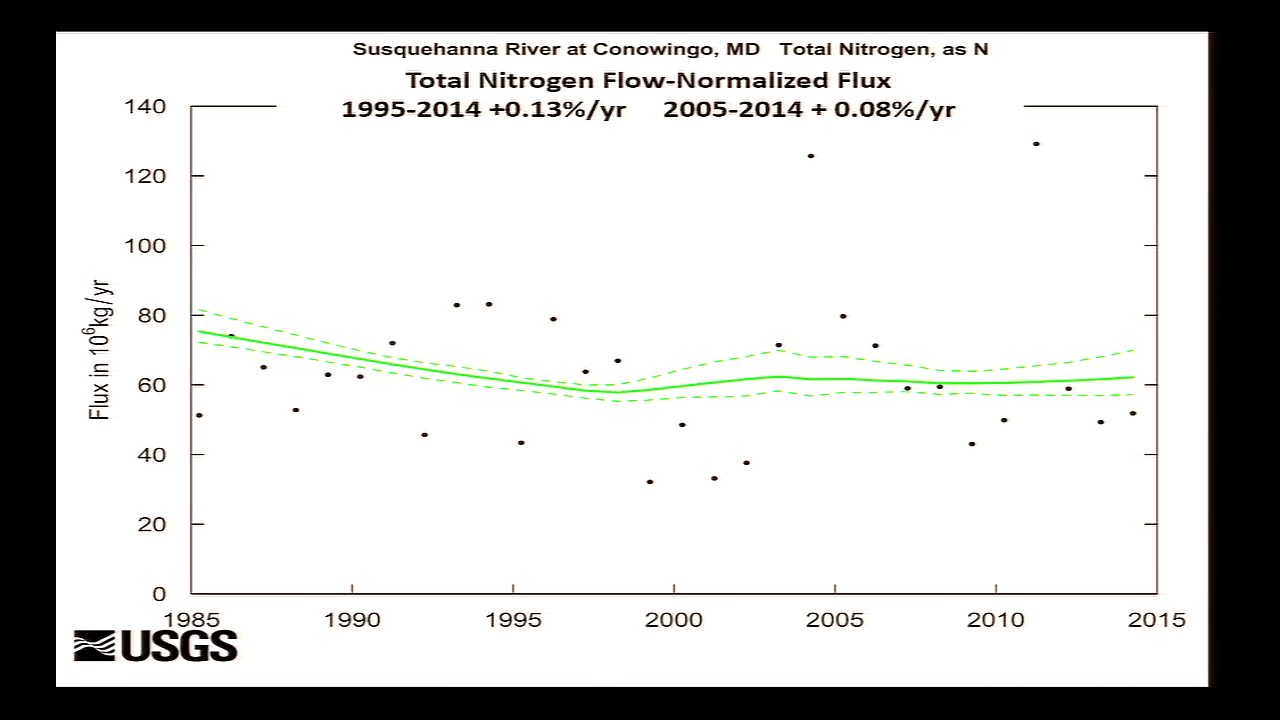 Susquehanna River at Conowingo, MD Total Nitrogen, as N
Total Nitrogen Flow-Normalized Flux
1995-2014 +0.13%/yr 2005-2014 + 0.08%/yr
140
120
100
80
60
40
20
0
Flux in 10⁶kg/yr
1985 1990 1995 2000 2005 2010 2015
USGS